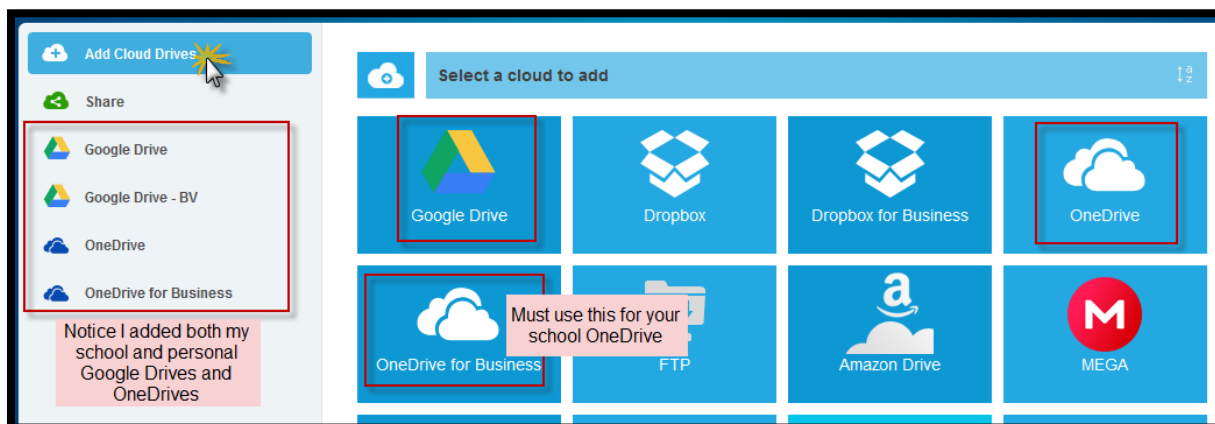 Add Cloud Drives
Share
Google Drive
Google Drive - BV
OneDrive
OneDrive for Business
Notice I added both my
school and personal
Google Drives and
OneDrives
Select a cloud to add
a
z
Google Drive
Dropbox
Dropbox for Business
OneDrive
OneDrive for Business
Must use this for your
school OneDrive
FTP
a
Amazon Drive
M
MEGA